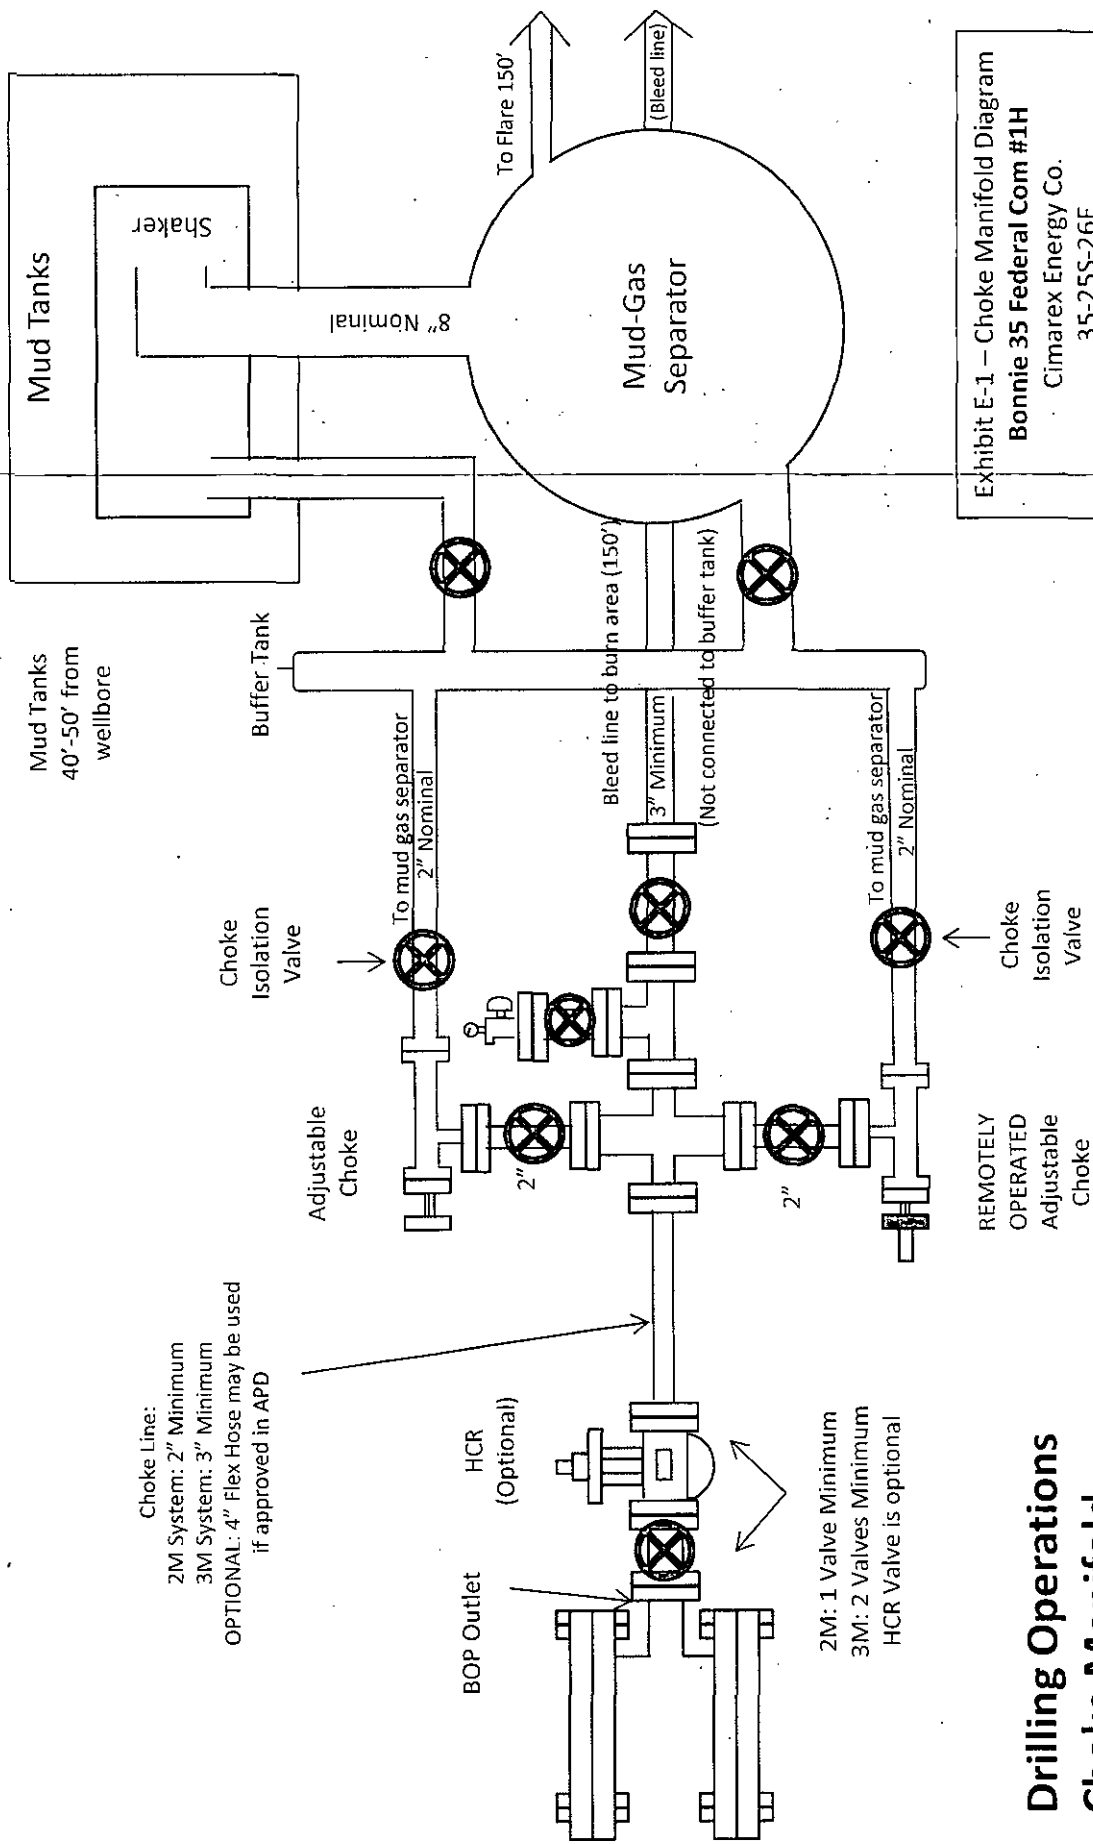 Mud Tanks
40'-50' from
wellbore
Mud Tanks
Shaker
8" Nominal
To Flare 150'
(Bleed line)
Mud-Gas
Separator
Buffer Tank
Choke Line:
2M System: 2" Minimum
3M System: 3" Minimum
OPTIONAL: 4" Flex Hose may be used
if approved in APD
Adjustable
Choke
Choke
Isolation
Valve
To mud gas separator
2" Nominal
BOP Outlet
HCR
(Optional)
2"
Bleed line to burn area (150')
3" Minimum
(Not connected to buffer tank)
2"
2M: 1 Valve Minimum
3M: 2 Valves Minimum
HCR Valve is optional
To mud gas separator
2" Nominal
REMOTELY
OPERATED
Adjustable
Choke
Choke
Isolation
Valve
Drilling Operations
Choke Manifold
Exhibit E-1 – Choke Manifold Diagram
Bonnie 35 Federal Com #1H
Cimarex Energy Co.
35-25S-26E